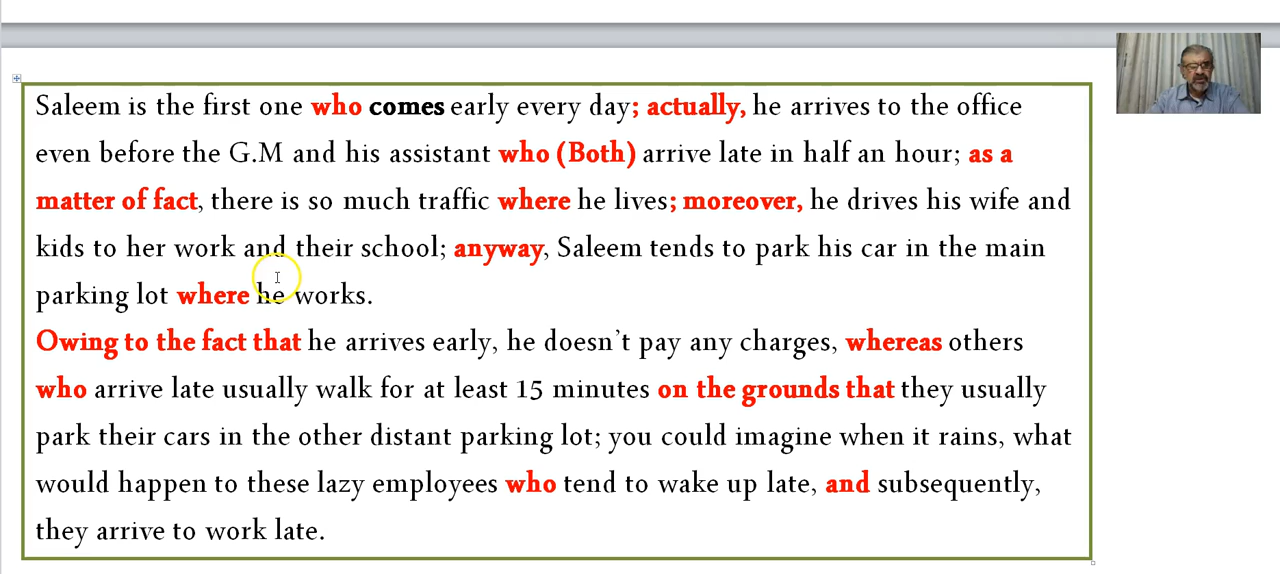 Saleem is the first one who comes early every day; actually, he arrives to the office
even before the G.M and his assistant who (Both) arrive late in half an hour; as a
matter of fact, there is so much traffic where he lives; moreover, he drives his wife and
kids to her work and their school; anyway, Saleem tends to park his car in the main
parking lot where he works.
Owing to the fact that he arrives early, he doesn't pay any charges, whereas others
who arrive late usually walk for at least 15 minutes on the grounds that they usually
park their cars in the other distant parking lot; you could imagine when it rains, what
would happen to these lazy employees who tend to wake up late, and subsequently,
they arrive to work late.